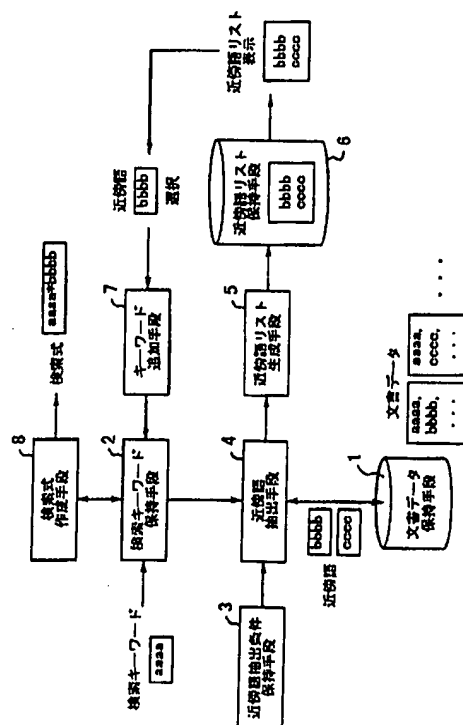 8
検索式
作成手段
検索式
aaaa*bbbb
検索キーワード
aaaa
2
検索キーワード
保持手段
7
キーワード
追加手段
近傍語
bbbb
選択
3
近傍語抽出負件
保持手段
4
近傍語
抽出手段
5
近傍語リスト
生成手段
近傍語リスト
保持手段
bbbb
cccc
6
近傍語リスト
表示
bbbb
cccc
近傍語
bbbb
cccc
1
文書データ
保持手段
文書データ
aaaa,
bbbb,
...
aaaa,
cccc,
...
...